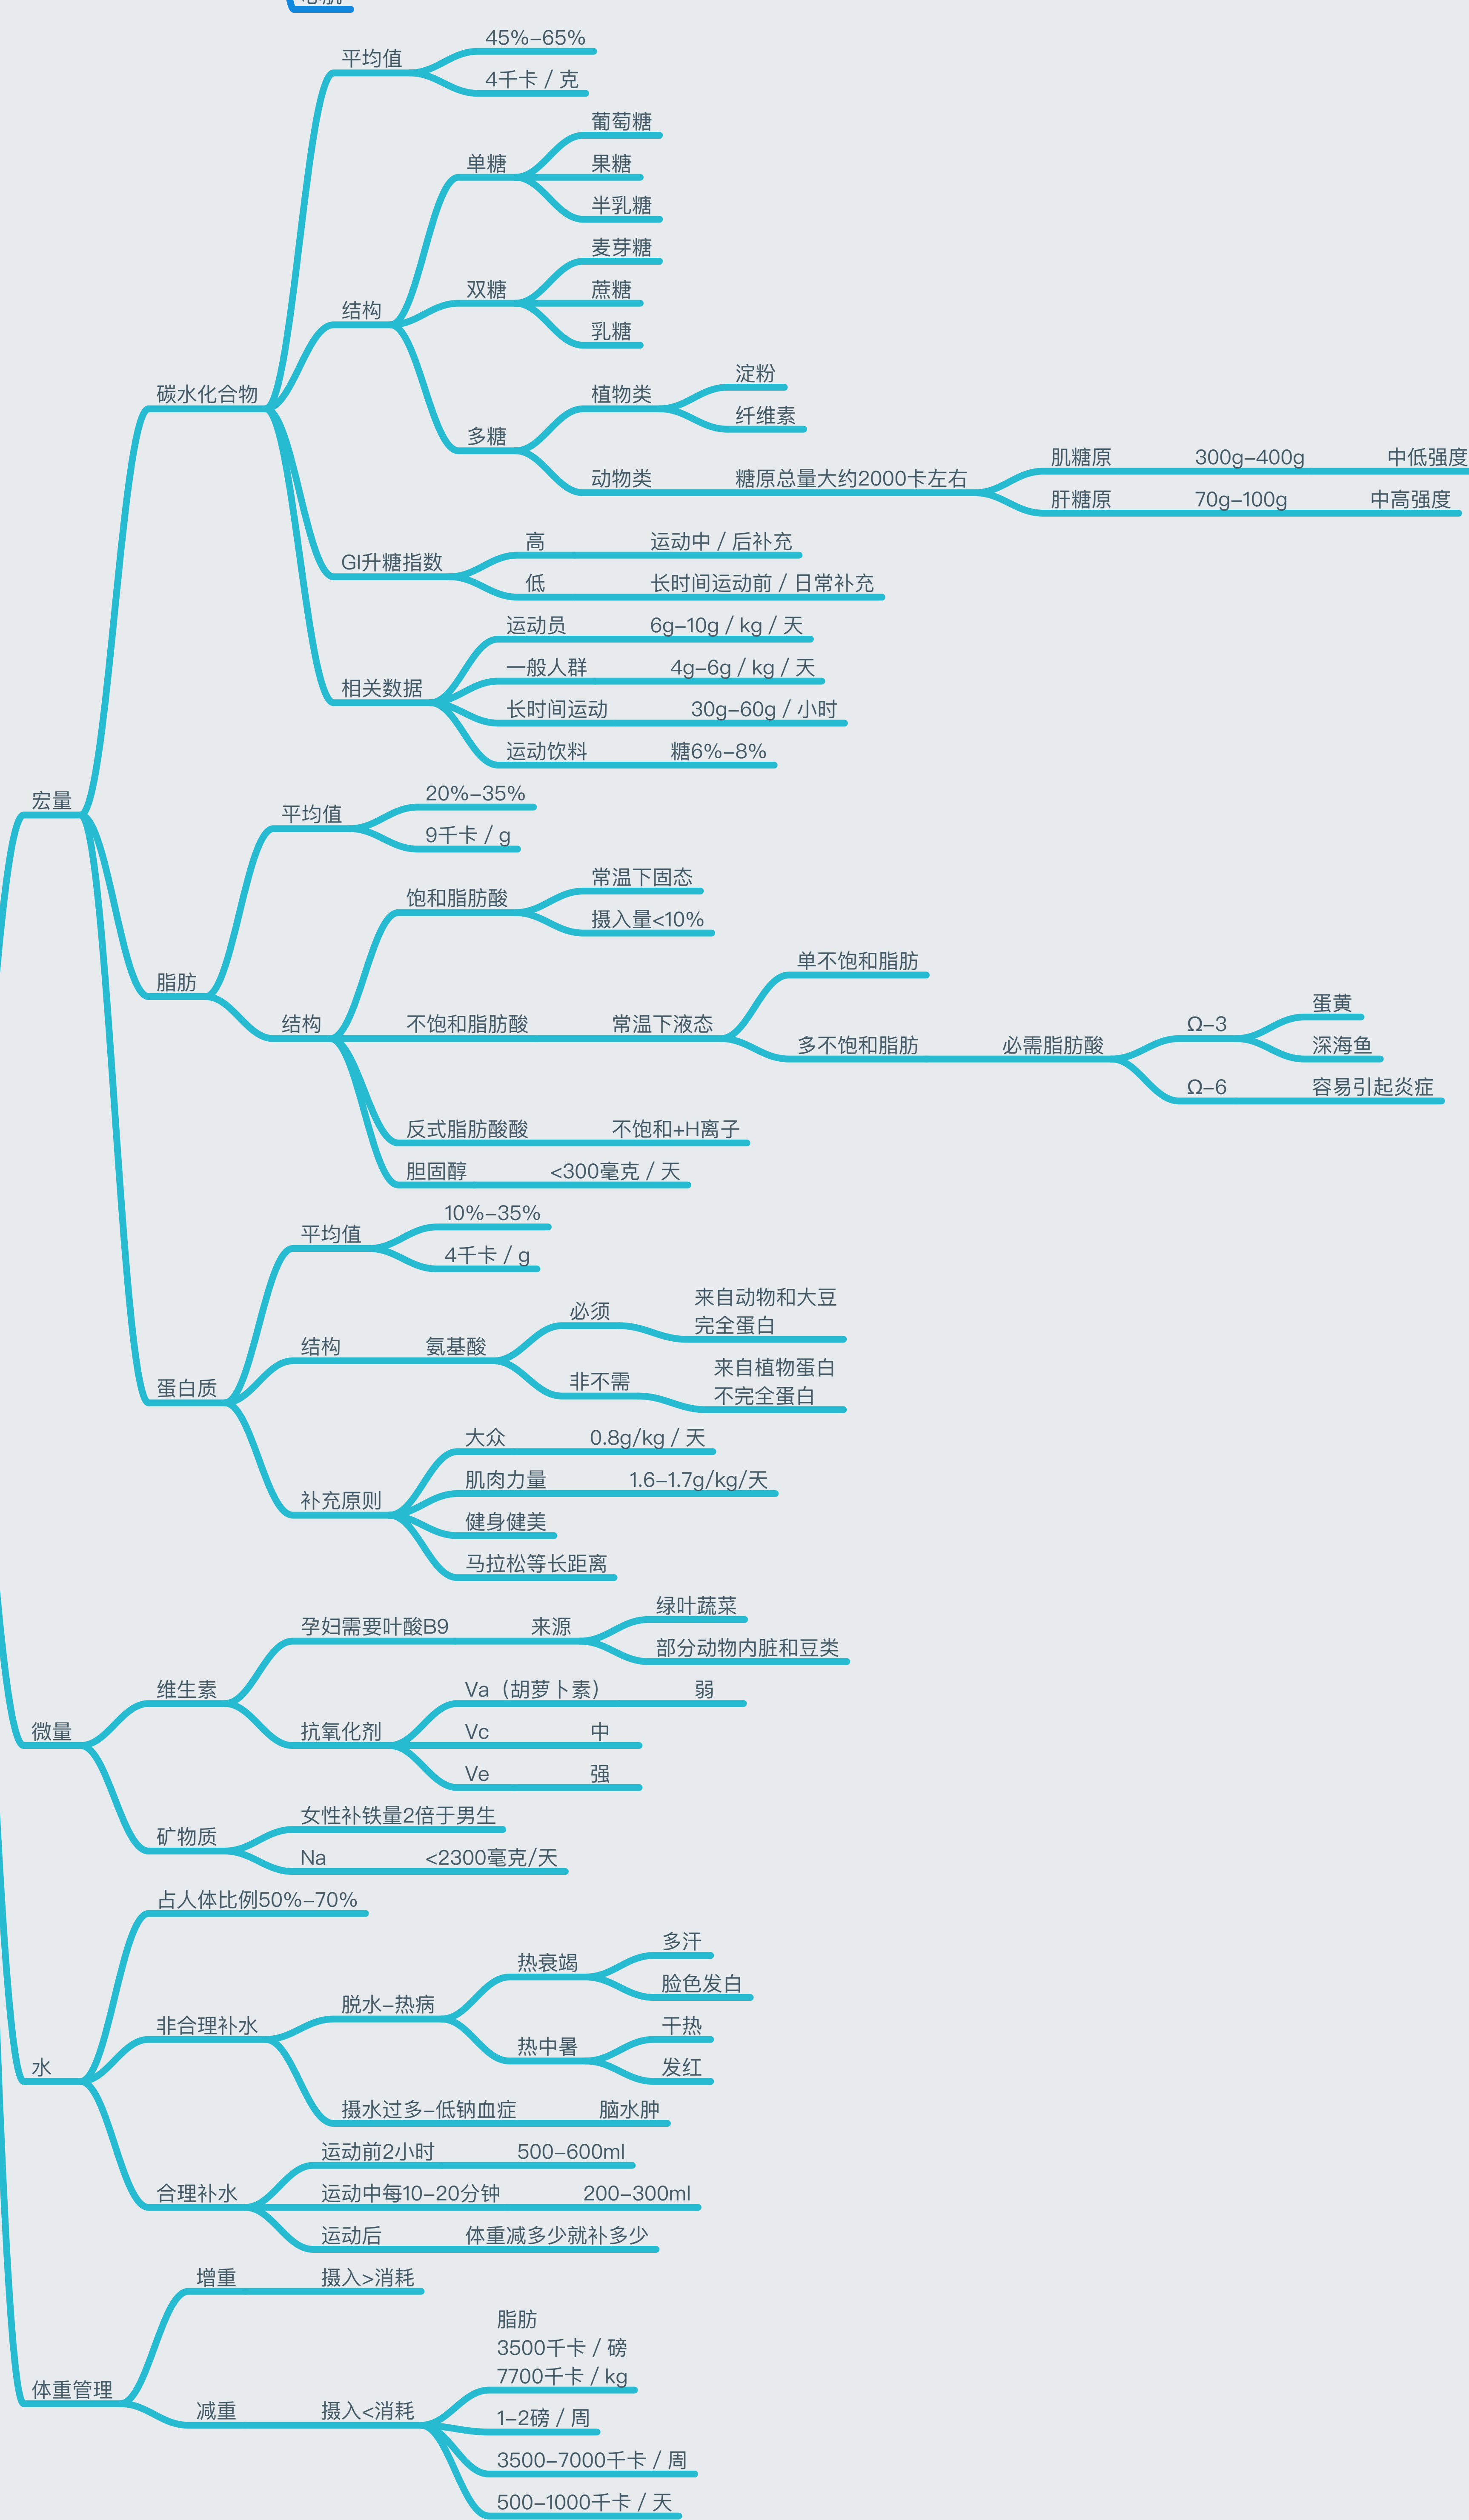 45%–65%
平均值
4千卡 / 克
葡萄糖
单糖
果糖
半乳糖
麦芽糖
双糖
蔗糖
结构
乳糖
淀粉
植物类
碳水化合物
纤维素
多糖
肌糖原 300g–400g 中低强度
动物类 糖原总量大约2000卡左右
肝糖原 70g–100g 中高强度
高 运动中 / 后补充
GI升糖指数
低 长时间运动前 / 日常补充
运动员 6g–10g / kg / 天
一般人群 4g–6g / kg / 天
相关数据
长时间运动 30g–60g / 小时
运动饮料 糖6%–8%
宏量
20%–35%
平均值
9千卡 / g
常温下固态
饱和脂肪酸
摄入量<10%
单不饱和脂肪
脂肪
蛋黄
结构
不饱和脂肪酸 常温下液态
Ω–3
多不饱和脂肪 必需脂肪酸
深海鱼
Ω–6 容易引起炎症
反式脂肪酸酸 不饱和+H离子
胆固醇 <300毫克 / 天
10%–35%
平均值
4千卡 / g
来自动物和大豆
必须
完全蛋白
结构 氨基酸
来自植物蛋白
非不需
不完全蛋白
蛋白质
大众 0.8g/kg / 天
肌肉力量 1.6–1.7g/kg/天
补充原则
健身健美
马拉松等长距离
绿叶蔬菜
孕妇需要叶酸B9 来源
部分动物内脏和豆类
维生素
Va（胡萝卜素） 弱
微量
抗氧化剂
Vc 中
Ve 强
女性补铁量2倍于男生
矿物质
Na <2300毫克/天
占人体比例50%–70%
多汗
热衰竭
脸色发白
脱水–热病
非合理补水
干热
热中暑
水
发红
摄水过多–低钠血症 脑水肿
运动前2小时 500–600ml
合理补水
运动中每10–20分钟 200–300ml
运动后 体重减多少就补多少
增重 摄入>消耗
脂肪
3500千卡 / 磅
7700千卡 / kg
体重管理
减重 摄入<消耗
1–2磅 / 周
3500–7000千卡 / 周
500–1000千卡 / 天